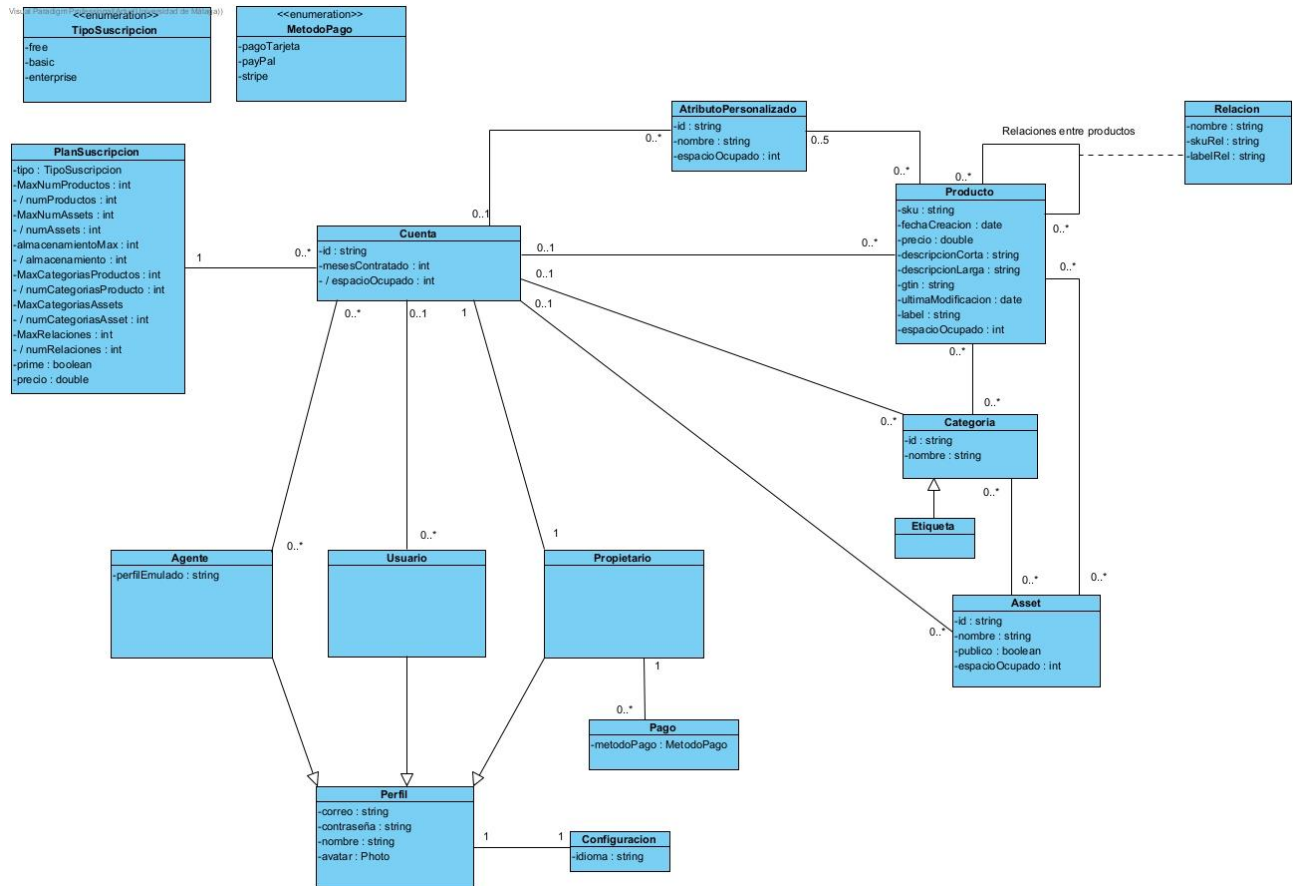 <<enumeration>>
TipoSuscripcion
-free
-basic
-enterprise
<<enumeration>>
MetodoPago
-pagoTarjeta
-payPal
-stripe
AtributoPersonalizado
-id : string
-nombre : string
-espacioOcupado : int
0..*
0..5
Relaciones entre productos
Relacion
-nombre : string
-skuRel : string
-labelRel : string
PlanSuscripcion
-tipo : TipoSuscripcion
-MaxNumProductos : int
- / numProductos : int
-MaxNumAssets : int
- / numAssets : int
-almacenamientoMax : int
- / almacenamiento : int
-MaxCategoriasProductos : int
- / numCategoriasProducto : int
-MaxCategoriasAssets
- / numCategoriasAsset : int
-MaxRelaciones : int
- / numRelaciones : int
-prime : boolean
-precio : double
1
0..*
0..1
Cuenta
-id : string
-mesesContratado : int
- / espacioOcupado : int
0..1
0..1
0..1
0..*
0..1
1
0..*
0..*
0..*
0..*
0..*
Producto
-sku : string
-fechaCreacion : date
-precio : double
-descripcionCorta : string
-descripcionLarga : string
-gtin : string
-ultimaModificacion : date
-label : string
-espacioOcupado : int
0..*
0..*
0..*
Categoria
-id : string
-nombre : string
0..*
Etiqueta
0..*
0..*
0..*
Asset
-id : string
-nombre : string
-publico : boolean
-espacioOcupado : int
0..*
Agente
-perfilEmulado : string
0..*
Usuario
1
Propietario
1
0..*
Pago
-metodoPago : MetodoPago
Perfil
-correo : string
-contraseña : string
-nombre : string
-avatar : Photo
1
1
Configuracion
-idioma : string